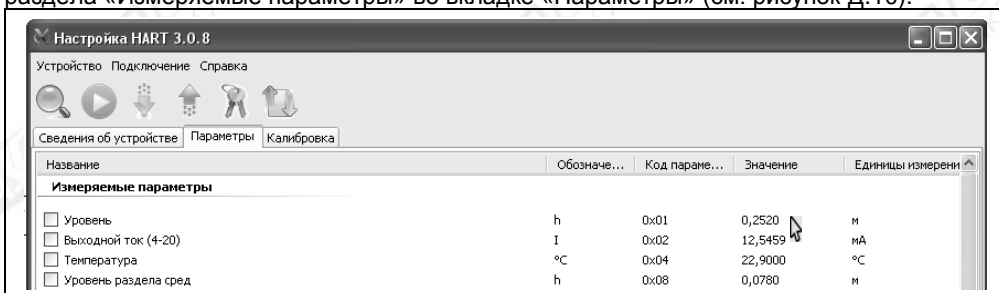 раздела «Измеряемые параметры» во вкладке «Параметры» (см. рисунок Д.10).
Настройка HART 3.0.8
Устройство Подключение Справка
Сведения об устройстве Параметры Калибровка
Название Обозначе... Код параме... Значение Единицы измерени
Измеряемые параметры
Уровень h 0x01 0,2520 м
Выходной ток (4-20) I 0x02 12,5459 мА
Температура °C 0x04 22,9000 °C
Уровень раздела сред h 0x08 0,0780 м